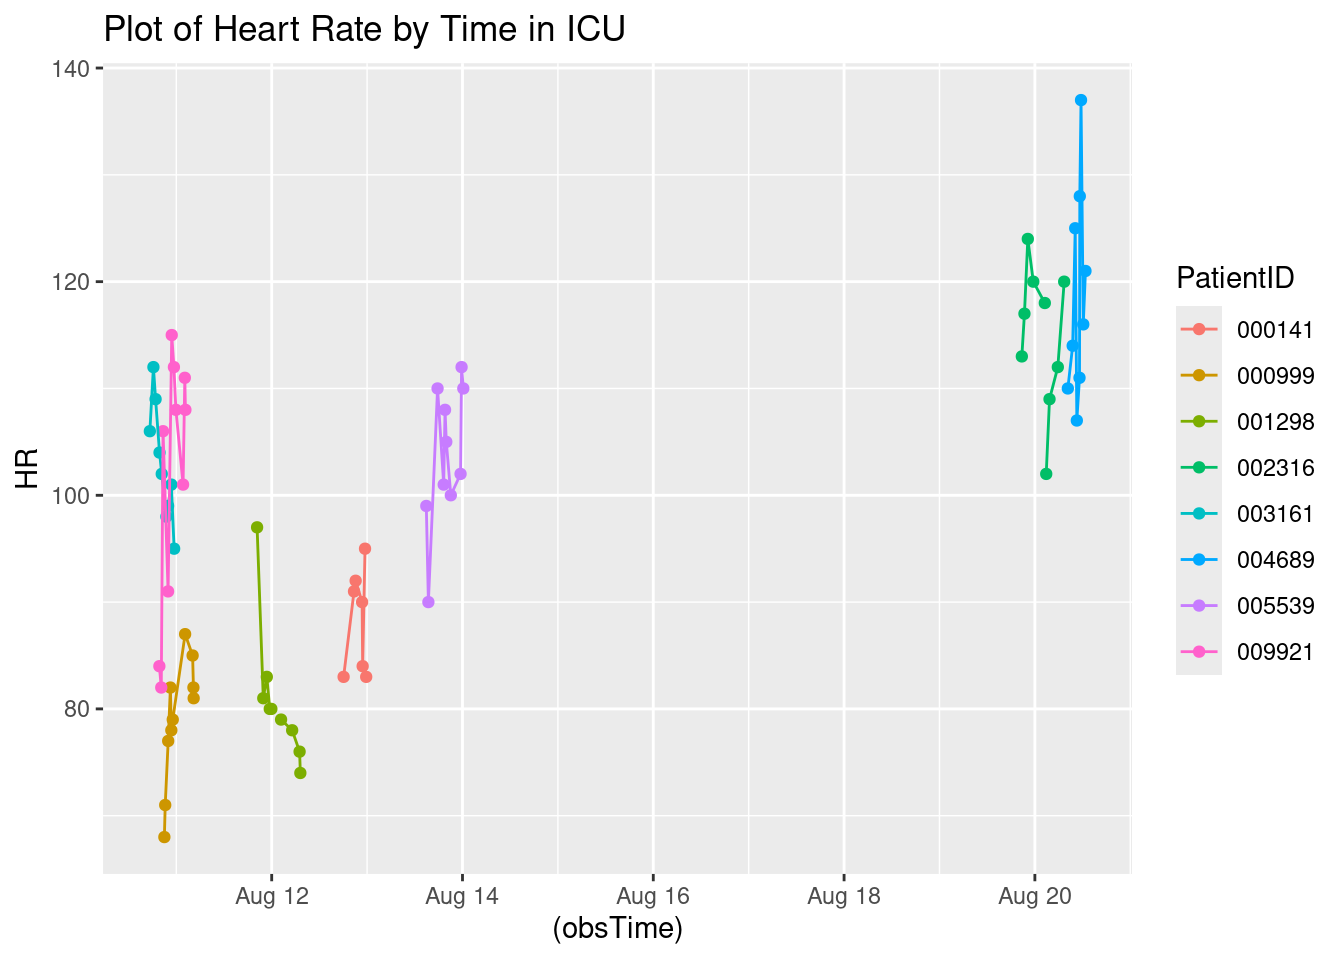 Plot of Heart Rate by Time in ICU
140
120
100
80
HR
Aug 12
Aug 14
Aug 16
Aug 18
Aug 20
(obsTime)
PatientID
000141
000999
001298
002316
003161
004689
005539
009921